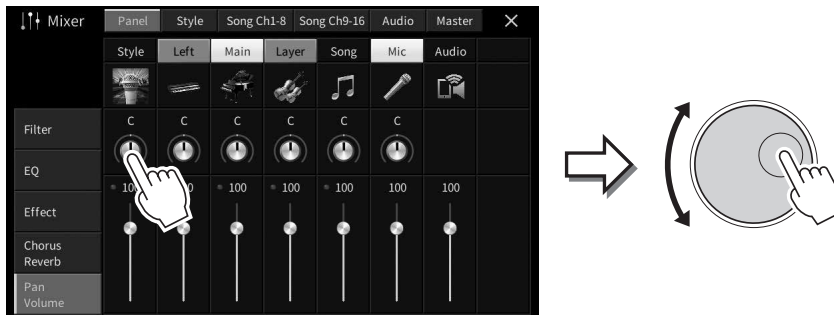 Mixer
Panel Style Song Ch1-8 Song Ch9-16 Audio Master
Style Left Main Layer Song Mic Audio
Filter
C C C C C C
EQ
100 100 100 100 100
Effect
Chorus
Reverb
Pan
Volume